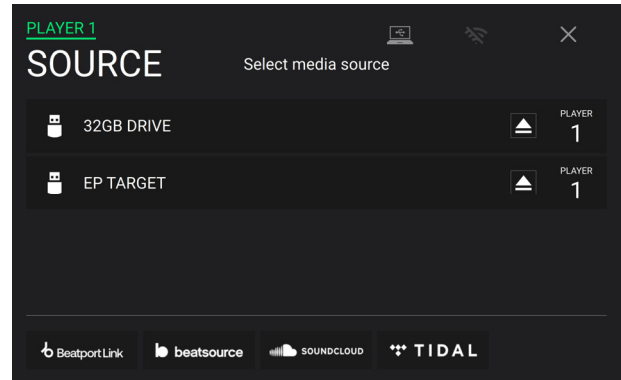 PLAYER 1
SOURCE
Select media source
32GB DRIVE
PLAYER
1
EP TARGET
PLAYER
1
Beatport Link
beatsource
SOUNDCLOUD
TIDAL